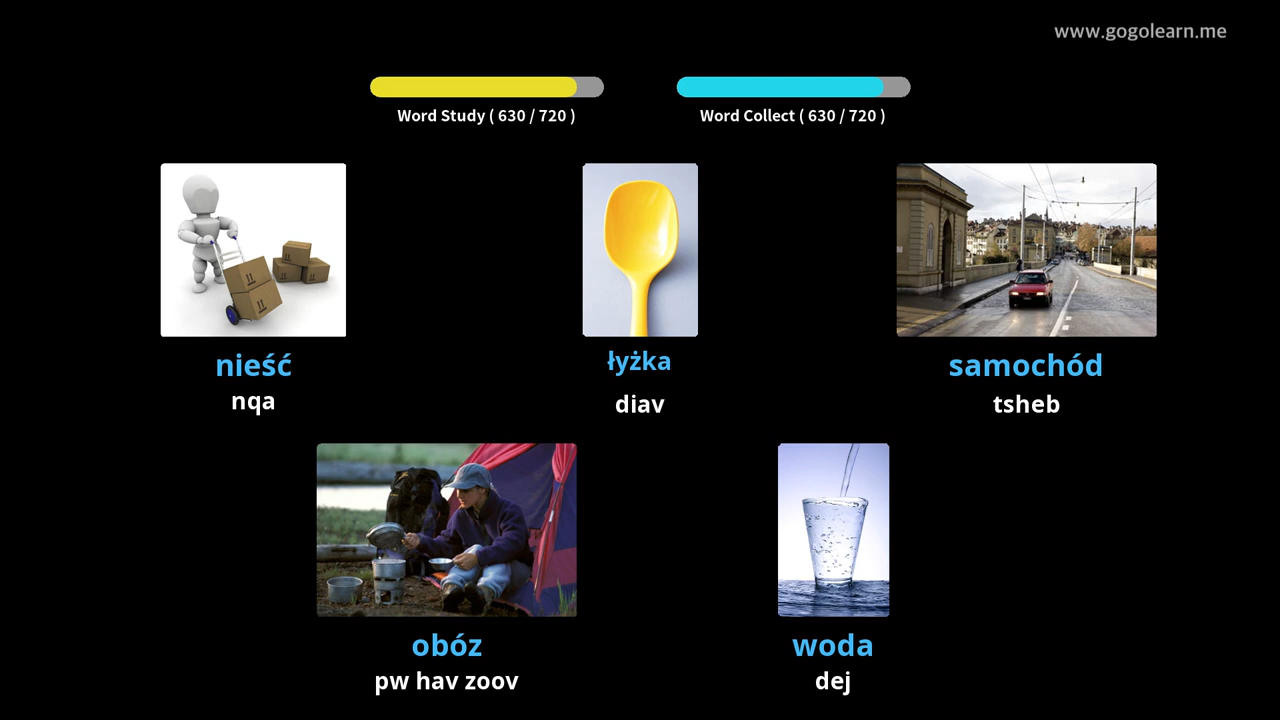 www.gogolearn.me
Word Study ( 630 / 720 )
Word Collect ( 630 / 720 )
nieść
nqa
łyżka
diav
samochód
tsheb
obóz
pw hav zoov
woda
dej